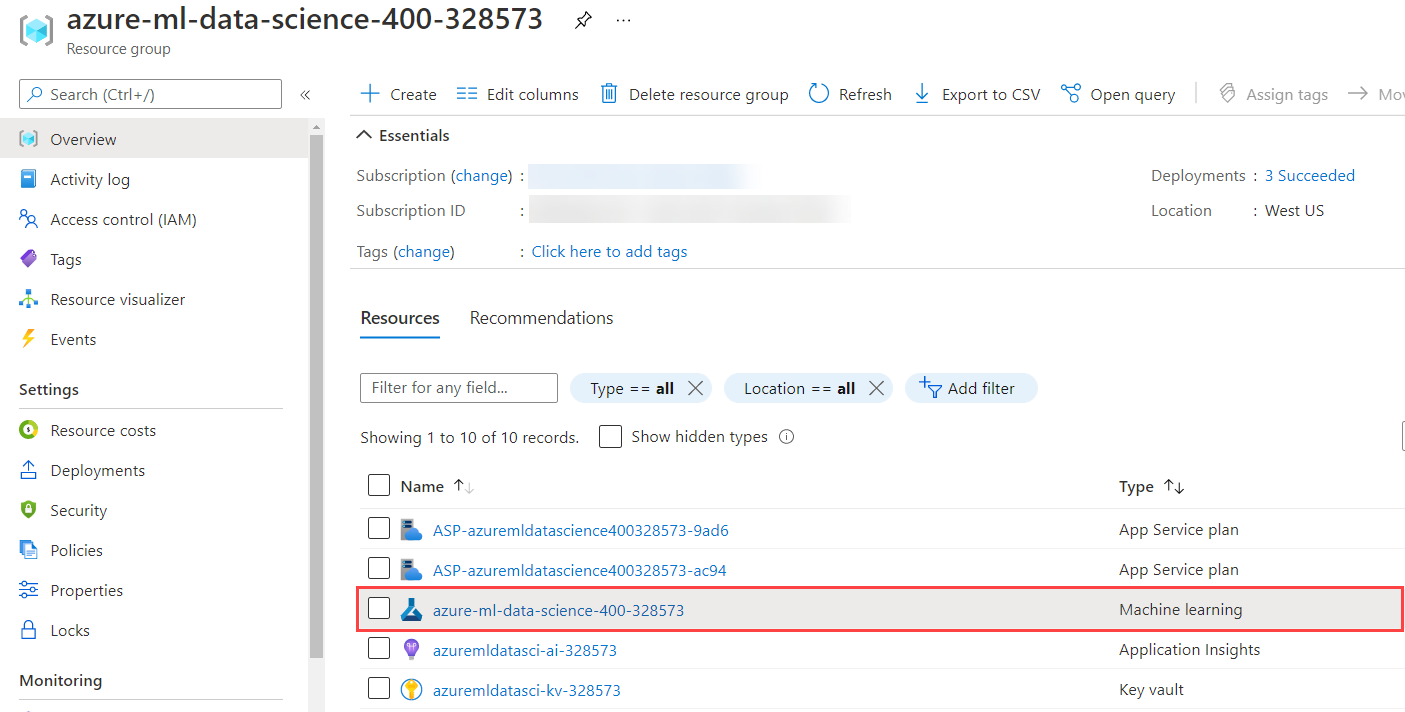 azure-ml-data-science-400-328573 ...
Resource group
Search (Ctrl+/) «
Create Edit columns Delete resource group Refresh Export to CSV Open query Assign tags Mov
Overview
Activity log
Access control (IAM)
Tags
Resource visualizer
Events
Settings
Resource costs
Deployments
Security
Policies
Properties
Locks
Monitoring
Essentials
Subscription (change) :
Deployments : 3 Succeeded
Subscription ID :
Location : West US
Tags (change) : Click here to add tags
Resources Recommendations
Filter for any field... Type == all Location == all Add filter
Showing 1 to 10 of 10 records. Show hidden types
Name ↑↓ Type ↑↓
ASP-azuremldatascience400328573-9ad6 App Service plan
ASP-azuremldatascience400328573-ac94 App Service plan
azure-ml-data-science-400-328573 Machine learning
azuremldatasci-ai-328573 Application Insights
azuremldatasci-kv-328573 Key vault